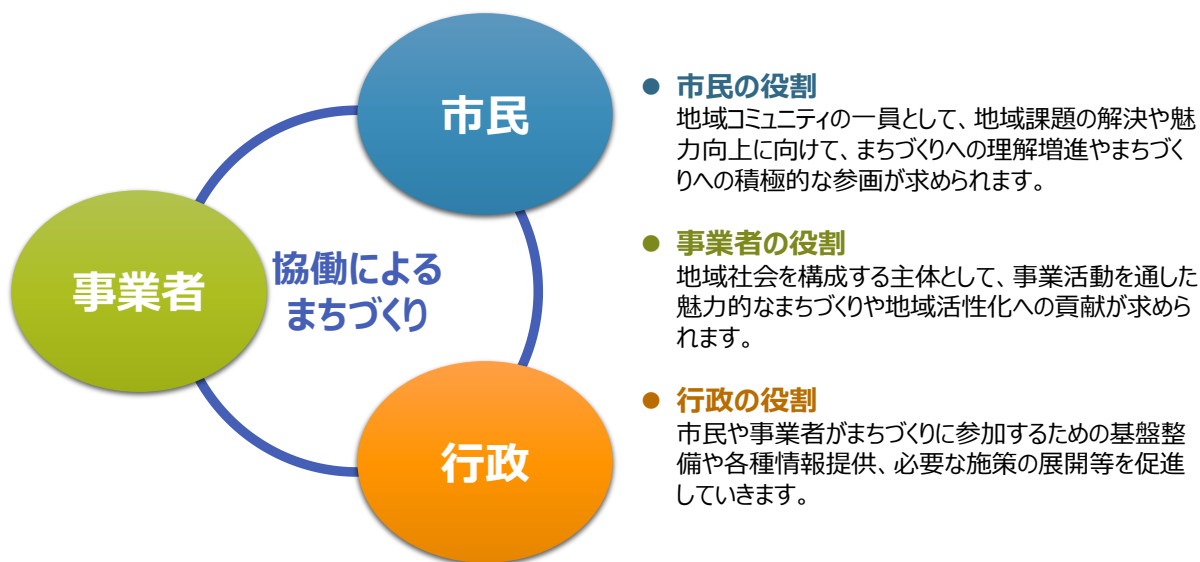 市民
事業者
協働による
まちづくり
行政
● 市民の役割
地域コミュニティの一員として、地域課題の解決や魅
力向上に向けて、まちづくりへの理解増進やまちづく
りへの積極的な参画が求められます。
● 事業者の役割
地域社会を構成する主体として、事業活動を通した
魅力的なまちづくりや地域活性化への貢献が求めら
れます。
● 行政の役割
市民や事業者がまちづくりに参加するための基盤整
備や各種情報提供、必要な施策の展開等を促進
していきます。